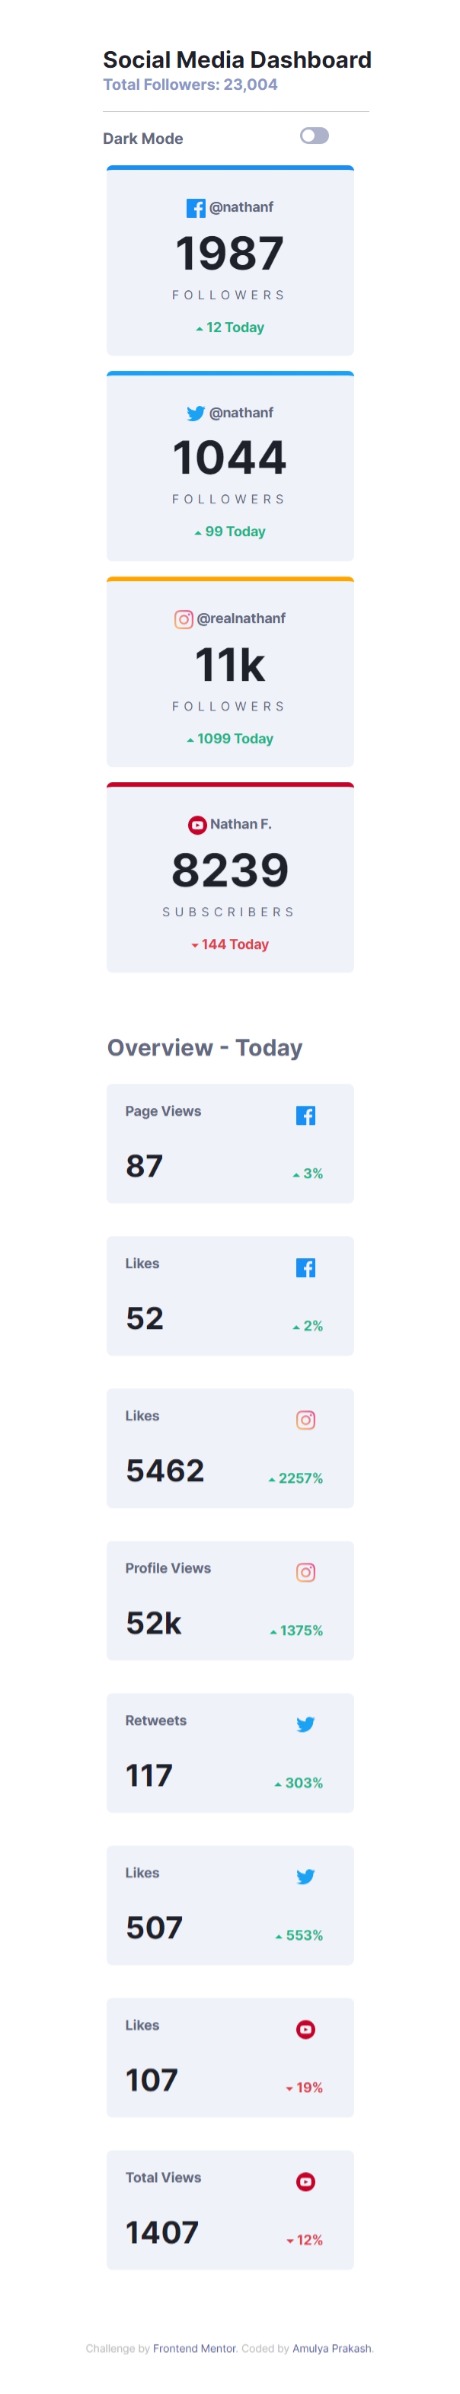 Social Media Dashboard
Total Followers: 23,004
Dark Mode
@nathanf
1987
FOLLOWERS
12 Today
@nathanf
1044
FOLLOWERS
99 Today
@realnathanf
11k
FOLLOWERS
1099 Today
Nathan F.
8239
SUBSCRIBERS
144 Today
Overview - Today
Page Views
87
3%
Likes
52
2%
Likes
5462
2257%
Profile Views
52k
1375%
Retweets
117
303%
Likes
507
553%
Likes
107
19%
Total Views
1407
12%
Challenge by Frontend Mentor. Coded by Amulya Prakash.